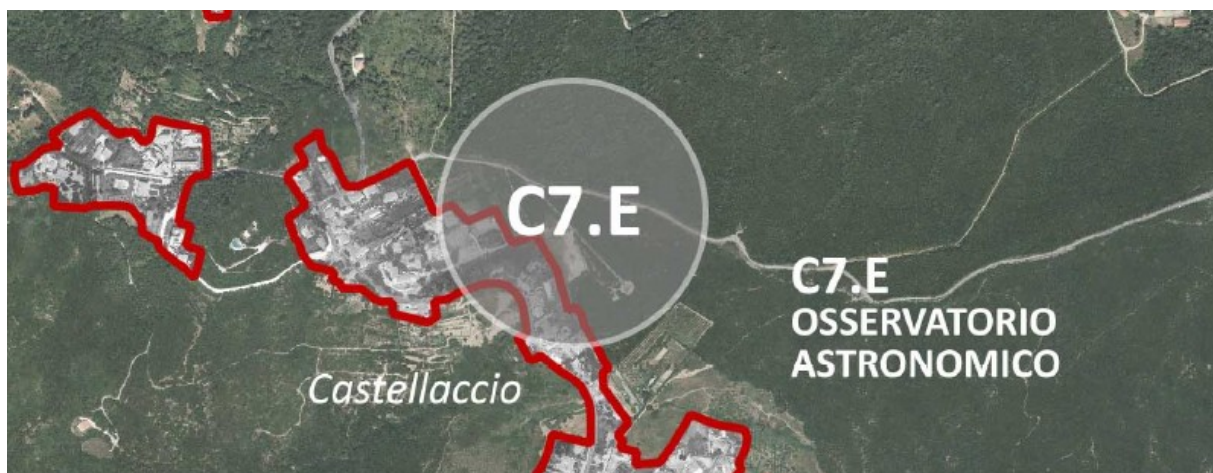 C7.E
C7.E
OSSERVATORIO
ASTRONOMICO
Castellaccio